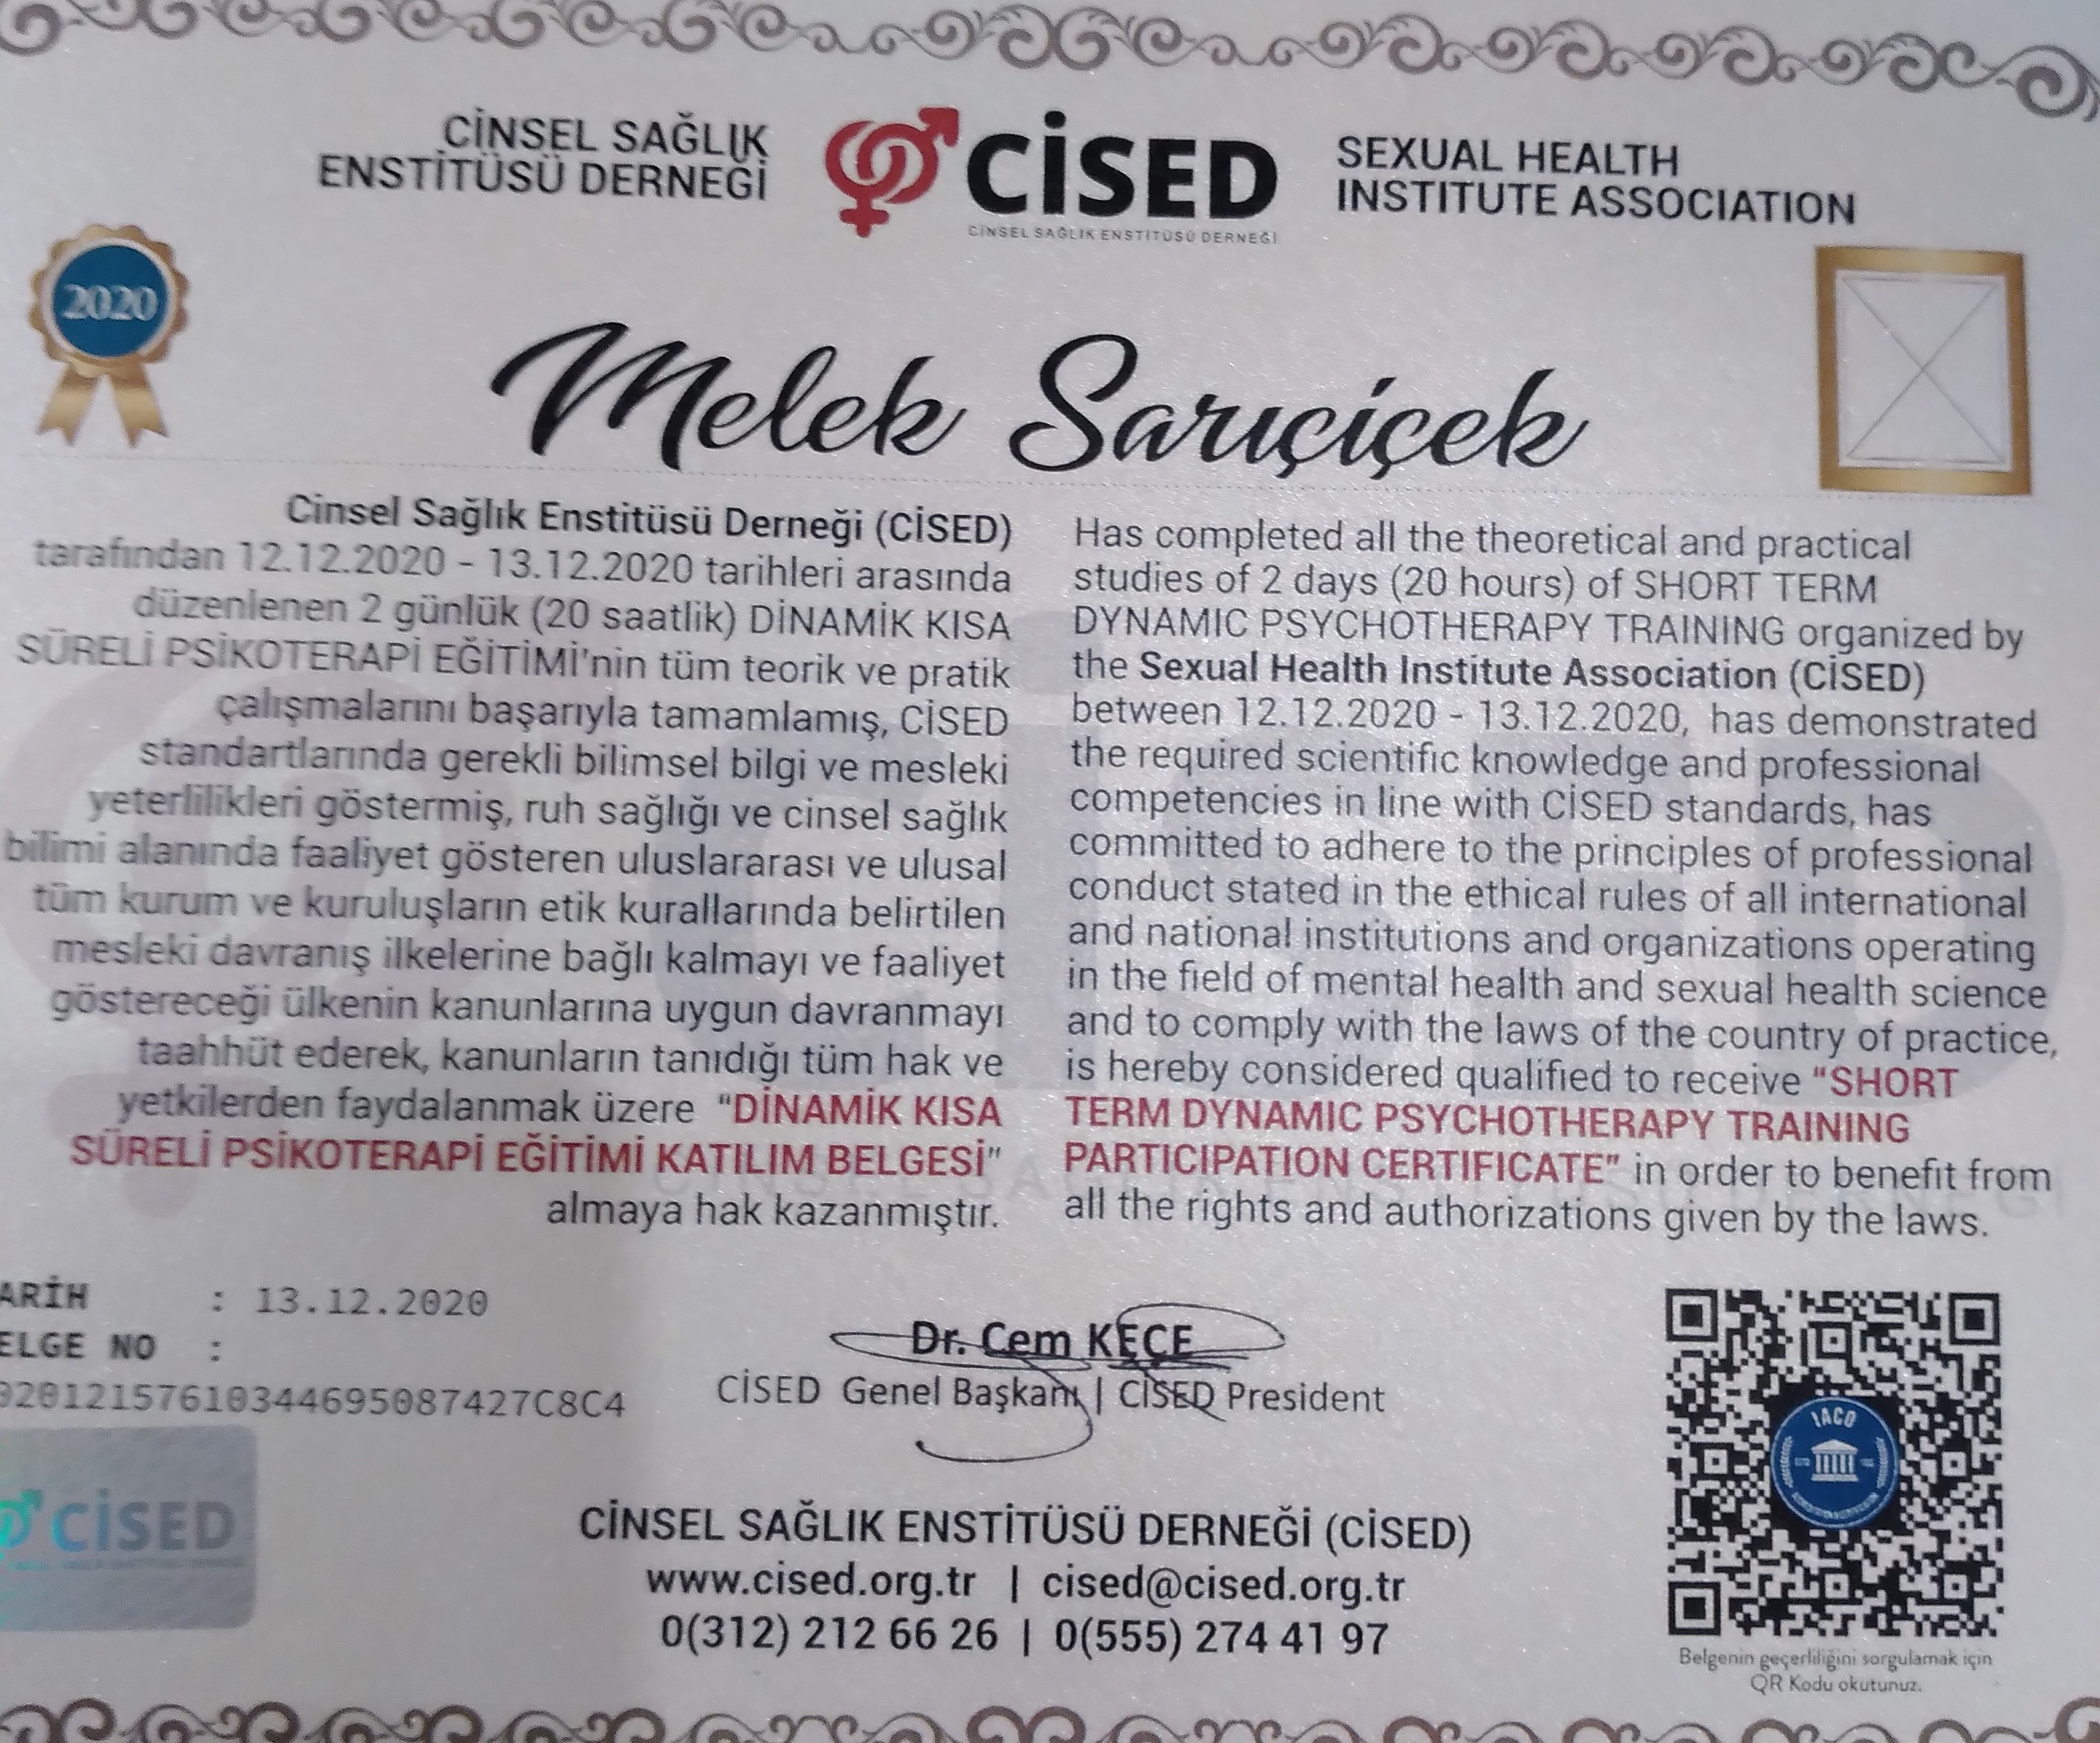 CİNSEL SAĞLIK
ENSTİTÜSÜ DERNEĞİ
CİSED
CİNSEL SAĞLIK ENSTİTÜSÜ DERNEĞİ
SEXUAL HEALTH
INSTITUTE ASSOCIATION
2020
Melek Sarıçiçek
Cinsel Sağlık Enstitüsü Derneği (CİSED)
tarafından 12.12.2020 - 13.12.2020 tarihleri arasında
düzenlenen 2 günlük (20 saatlik) DİNAMİK KISA
SÜRELİ PSİKOTERAPİ EĞİTİMİ'nin tüm teorik ve pratik
çalışmalarını başarıyla tamamlamış, CİSED
standartlarında gerekli bilimsel bilgi ve mesleki
yeterlilikleri göstermiş, ruh sağlığı ve cinsel sağlık
bilimi alanında faaliyet gösteren uluslararası ve ulusal
tüm kurum ve kuruluşların etik kurallarında belirtilen
mesleki davranış ilkelerine bağlı kalmayı ve faaliyet
göstereceği ülkenin kanunlarına uygun davranmayı
taahhüt ederek, kanunların tanıdığı tüm hak ve
yetkilerden faydalanmak üzere "DİNAMİK KISA
SÜRELİ PSİKOTERAPİ EĞİTİMİ KATILIM BELGESİ"
almaya hak kazanmıştır.
Has completed all the theoretical and practical
studies of 2 days (20 hours) of SHORT TERM
DYNAMIC PSYCHOTHERAPY TRAINING organized by
the Sexual Health Institute Association (CİSED)
between 12.12.2020 - 13.12.2020, has demonstrated
the required scientific knowledge and professional
competencies in line with CİSED standards, has
committed to adhere to the principles of professional
conduct stated in the ethical rules of all international
and national institutions and organizations operating
in the field of mental health and sexual health science
and to comply with the laws of the country of practice,
is hereby considered qualified to receive "SHORT
TERM DYNAMIC PSYCHOTHERAPY TRAINING
PARTICIPATION CERTIFICATE" in order to benefit from
all the rights and authorizations given by the laws.
ARİH : 13.12.2020
ELGE NO :
020121576103446950​87427C8C4
CİSED
Dr. Cem KEÇE
CİSED Genel Başkanı | CİSED President
CİNSEL SAĞLIK ENSTİTÜSÜ DERNEĞİ (CİSED)
www.cised.org.tr | cised@cised.org.tr
0(312) 212 66 26 | 0(555) 274 41 97
IACO
Belgenin geçerliliğini sorgulamak için
QR Kodu okutunuz.